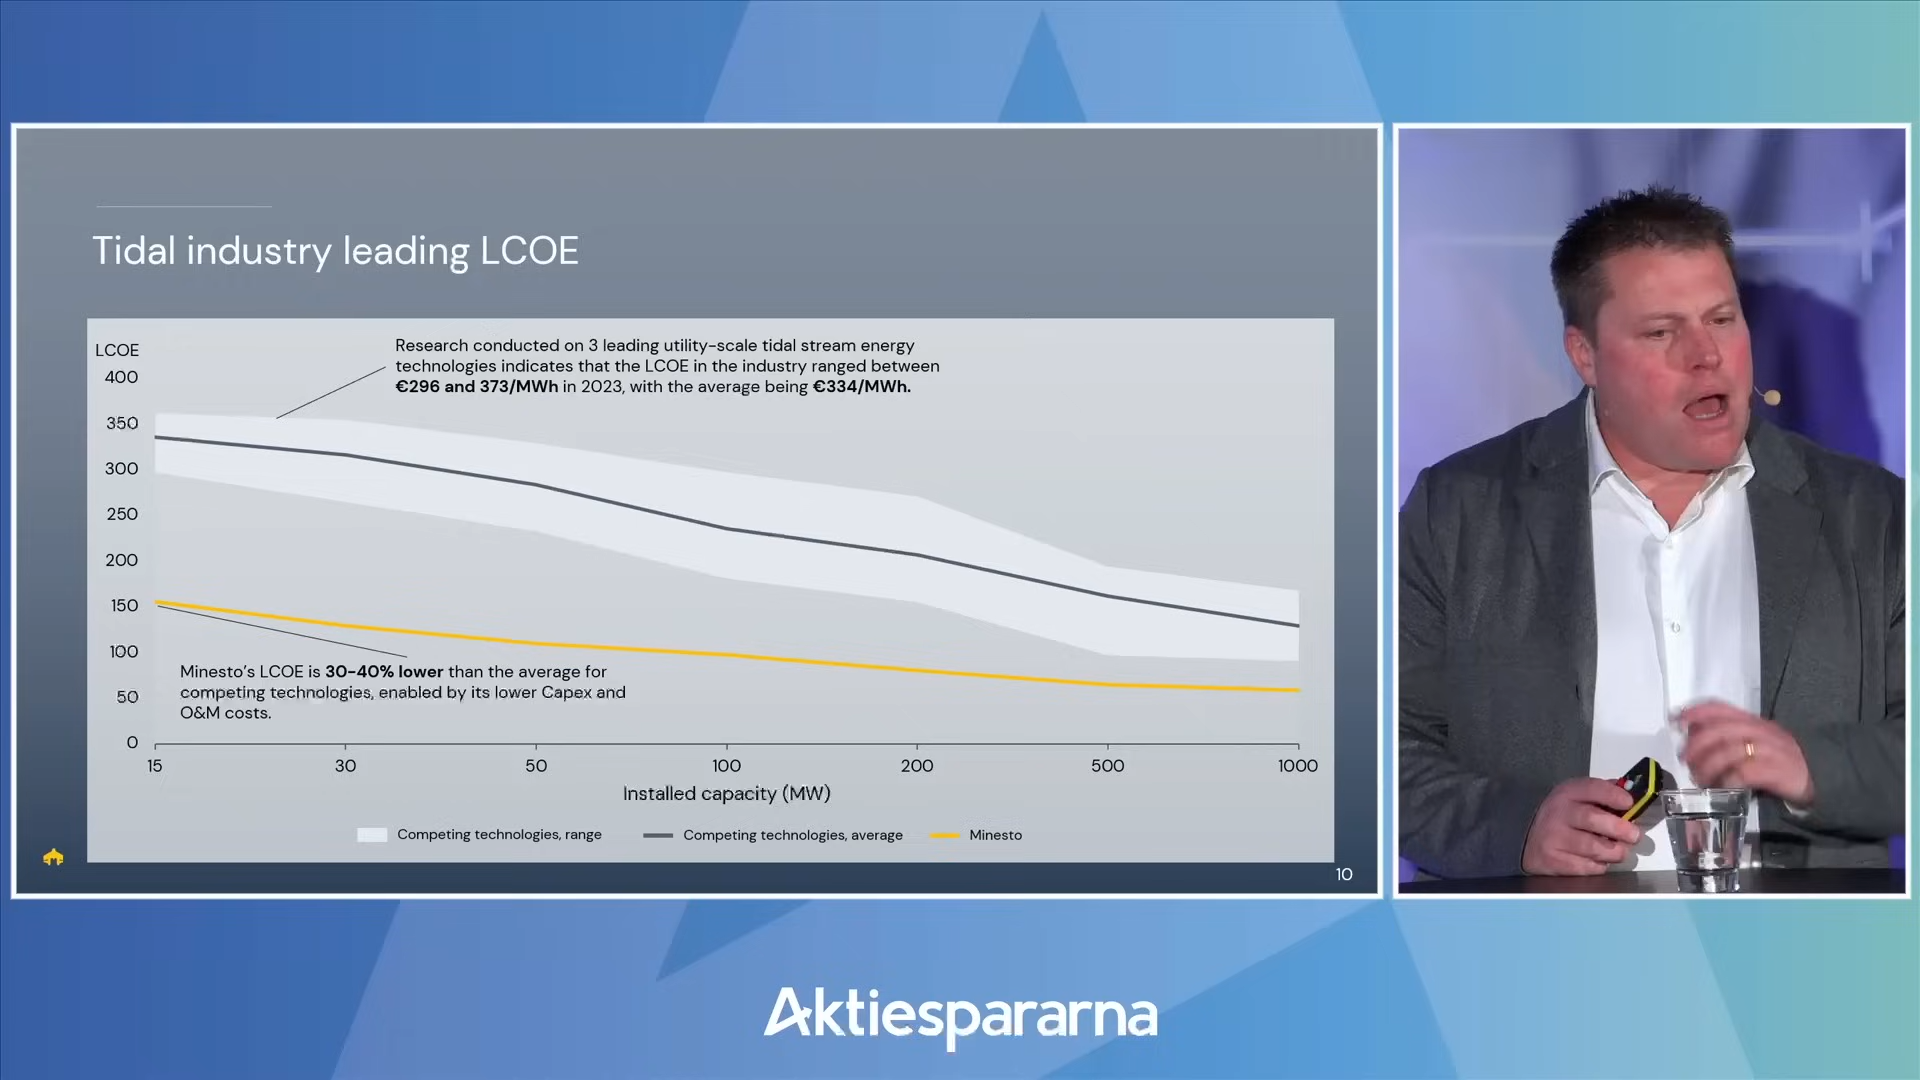 Tidal industry leading LCOE
LCOE
Research conducted on 3 leading utility-scale tidal stream energy
technologies indicates that the LCOE in the industry ranged between
€296 and 373/MWh in 2023, with the average being €334/MWh.
400
350
300
250
200
150
100
50
0
Minesto's LCOE is 30-40% lower than the average for
competing technologies, enabled by its lower Capex and
O&M costs.
15 30 50 100 200 500 1000
Installed capacity (MW)
Competing technologies, range Competing technologies, average Minesto
10
Aktiespararna